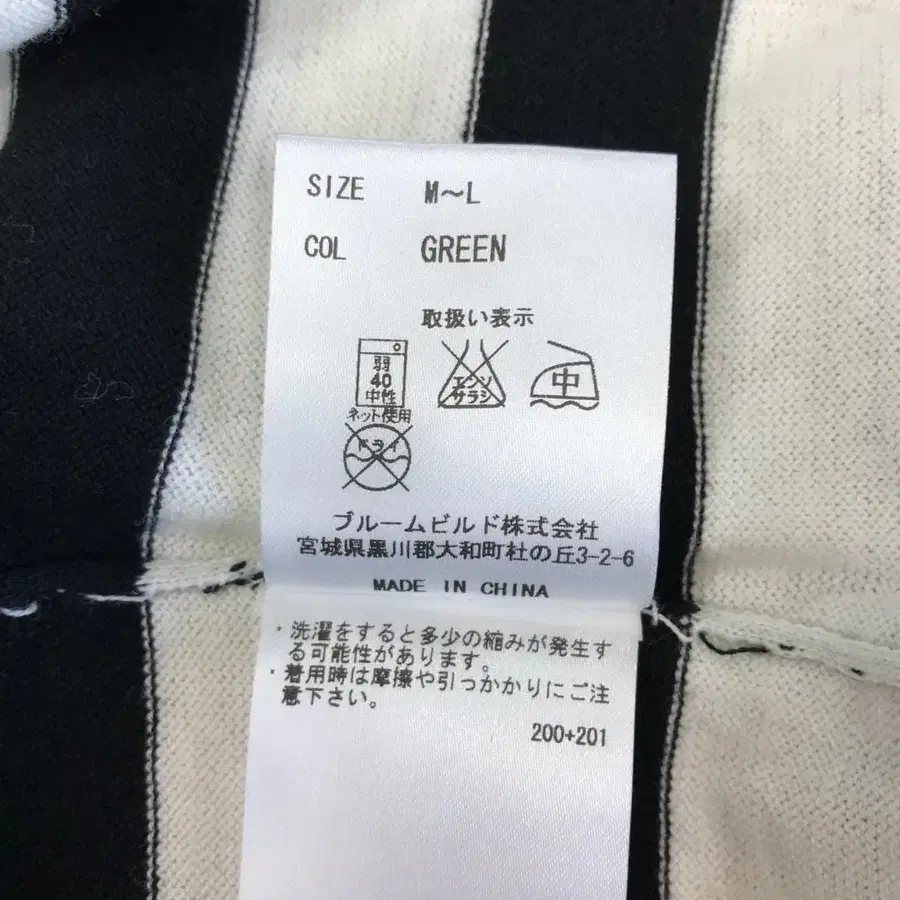 SIZE M～L
COL GREEN
取扱い表示
弱
40
中性
ネット使用
エンソ
サラシ
中
ドライ
ブルームビルド株式会社
宮城県黒川郡大和町杜の丘3-2-6
MADE IN CHINA
・洗濯をすると多少の縮みが発生す
る可能性があります。
・着用時は摩擦や引っかかりにご注
意下さい。
200+201